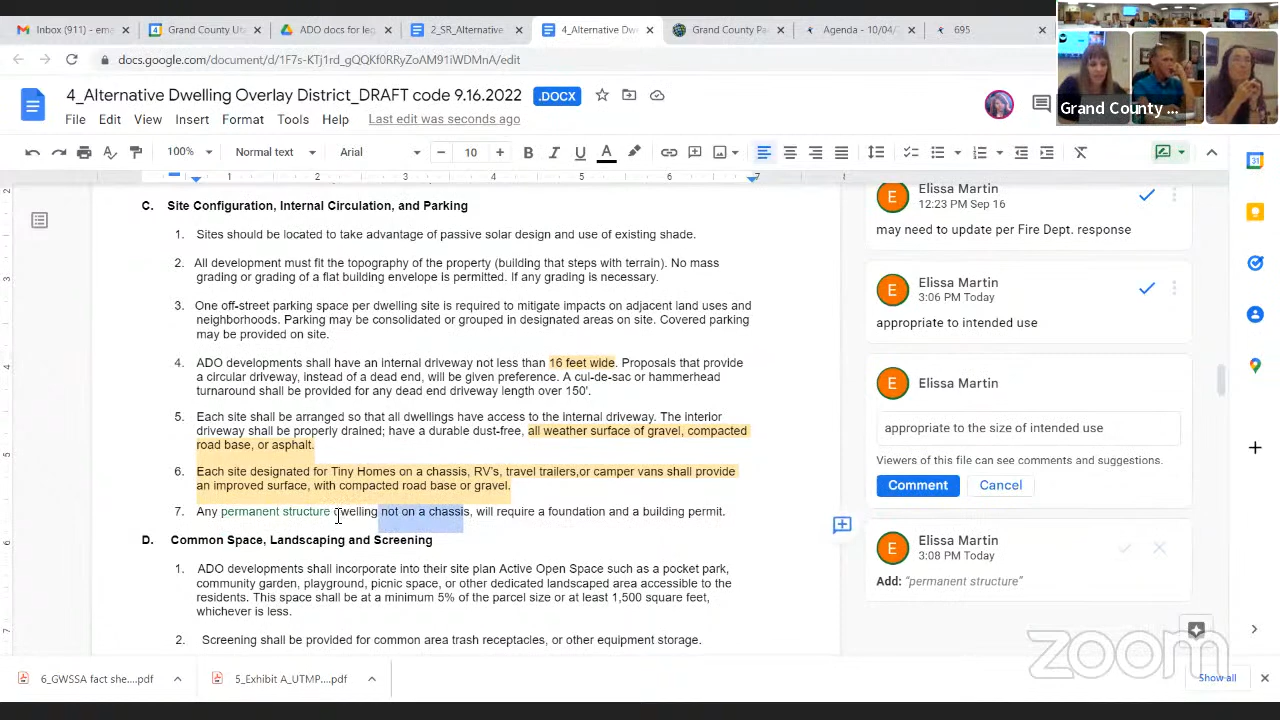 Inbox (911) - em
Grand County Ut
ADO docs for le
2_SR_Alternative
4_Alternative Dw
Grand County Fa
Agenda - 10/04/
695
docs.google.com/document/d/1F7s-KTj1rd_gQQKf0RRyZoAM91iWDMnA/edit
4_Alternative Dwelling Overlay District_DRAFT code 9.16.2022
.DOCX
File Edit View Insert Format Tools Help Last edit was seconds ago
Grand County ...
100% Normal text Arial 10
C. Site Configuration, Internal Circulation, and Parking
1. Sites should be located to take advantage of passive solar design and use of existing shade.
2. All development must fit the topography of the property (building that steps with terrain). No mass
grading or grading of a flat building envelope is permitted. If any grading is necessary.
3. One off-street parking space per dwelling site is required to mitigate impacts on adjacent land uses and
neighborhoods. Parking may be consolidated or grouped in designated areas on site. Covered parking
may be provided on site.
4. ADO developments shall have an internal driveway not less than 16 feet wide. Proposals that provide
a circular driveway, instead of a dead end, will be given preference. A cul-de-sac or hammerhead
turnaround shall be provided for any dead end driveway length over 150'.
5. Each site shall be arranged so that all dwellings have access to the internal driveway. The interior
driveway shall be properly drained; have a durable dust-free, all weather surface of gravel, compacted
road base, or asphalt.
6. Each site designated for Tiny Homes on a chassis, RV's, travel trailers,or camper vans shall provide
an improved surface, with compacted road base or gravel.
7. Any permanent structure dwelling not on a chassis, will require a foundation and a building permit.
D. Common Space, Landscaping and Screening
1. ADO developments shall incorporate into their site plan Active Open Space such as a pocket park,
community garden, playground, picnic space, or other dedicated landscaped area accessible to the
residents. This space shall be at a minimum 5% of the parcel size or at least 1,500 square feet,
whichever is less.
2. Screening shall be provided for common area trash receptacles, or other equipment storage.
Elissa Martin
12:23 PM Sep 16
may need to update per Fire Dept. response
Elissa Martin
3:06 PM Today
appropriate to intended use
Elissa Martin
appropriate to the size of intended use
Viewers of this file can see comments and suggestions.
Comment Cancel
Elissa Martin
3:08 PM Today
Add: "permanent structure"
zoom
6_GWSSA fact she....pdf
5_Exhibit A_UTMP....pdf
Show all